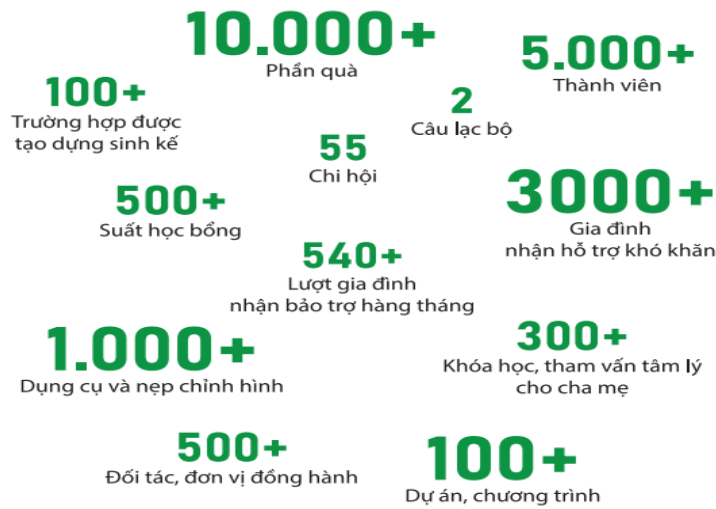 10.000+
Phần quà
5.000+
Thành viên
100+
Trường hợp được
tạo dựng sinh kế
2
Câu lạc bộ
55
Chi hội
500+
Suất học bổng
3000+
Gia đình
nhận hỗ trợ khó khăn
540+
Lượt gia đình
nhận bảo trợ hàng tháng
1.000+
Dụng cụ và nẹp chỉnh hình
300+
Khóa học, tham vấn tâm lý
cho cha mẹ
500+
Đối tác, đơn vị đồng hành
100+
Dự án, chương trình